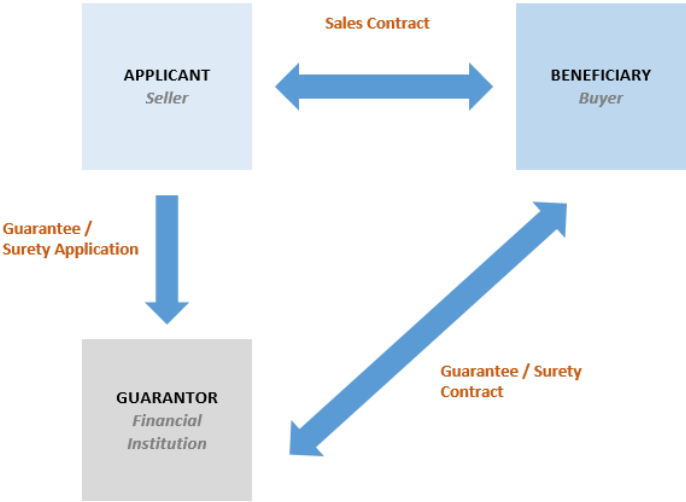 Sales Contract
APPLICANT
Seller
BENEFICIARY
Buyer
Guarantee /
Surety Application
GUARANTOR
Financial
Institution
Guarantee / Surety
Contract